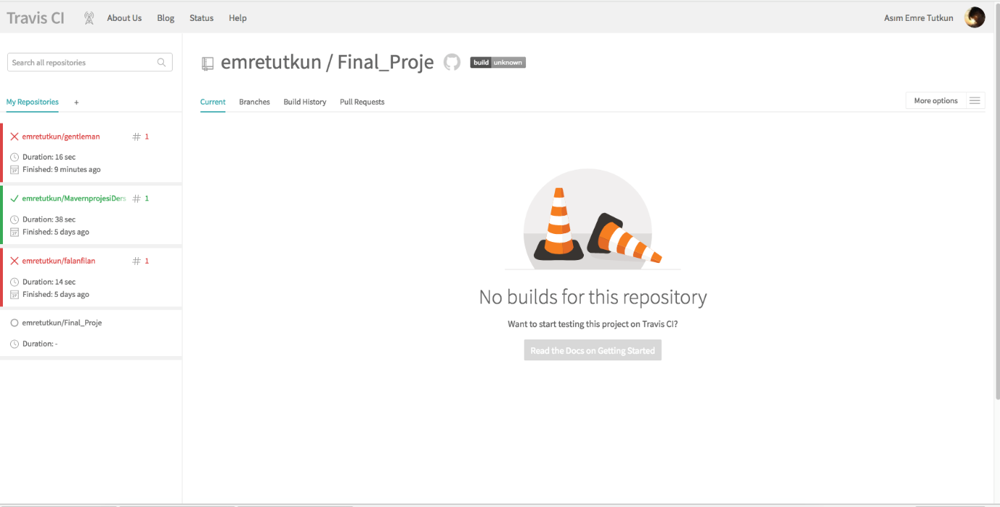 Travis CI
About Us
Blog
Status
Help
Asım Emre Tutkun
Search all repositories
My Repositories
+
emretutkun/gentleman
# 1
Duration: 16 sec
Finished: 9 minutes ago
emretutkun/MavernprojesiDers
# 1
Duration: 38 sec
Finished: 5 days ago
emretutkun/falanfilan
# 1
Duration: 14 sec
Finished: 5 days ago
emretutkun/Final_Proje
Duration: -
emretutkun / Final_Proje
build unknown
Current
Branches
Build History
Pull Requests
More options
No builds for this repository
Want to start testing this project on Travis CI?
Read the Docs on Getting Started